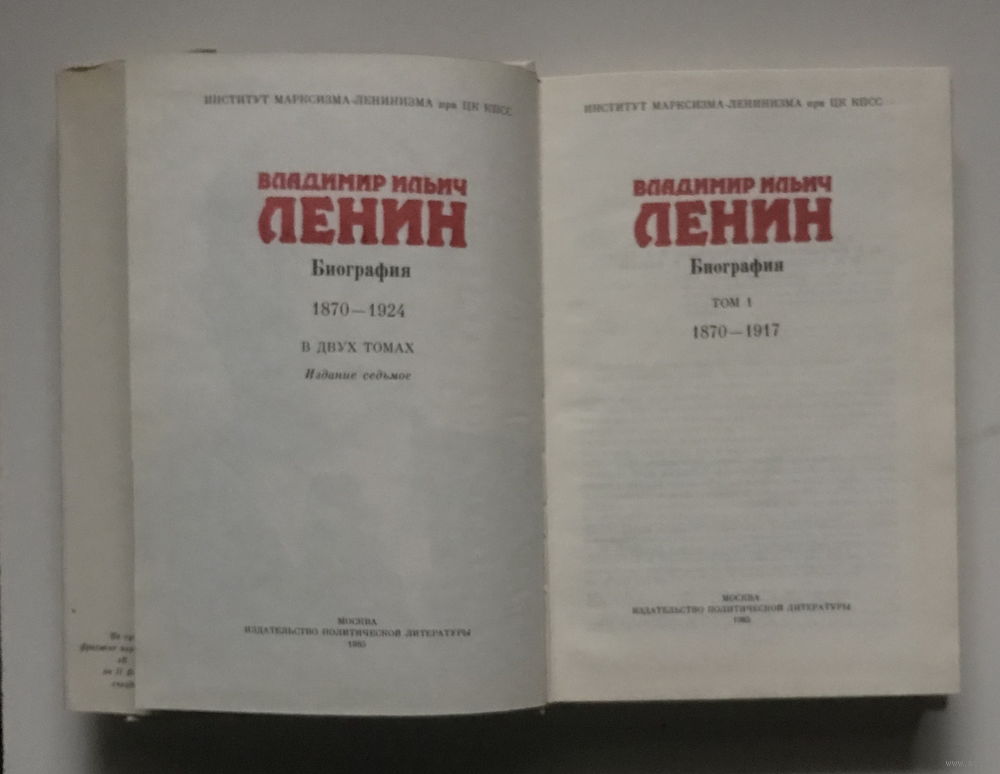 ИНСТИТУТ МАРКСИЗМА-ЛЕНИНИЗМА при ЦК КПСС
ВЛАДИМИР ИЛЬИЧ
ЛЕНИН
Биография
1870—1924
В ДВУХ ТОМАХ
Издание седьмое
МОСКВА
ИЗДАТЕЛЬСТВО ПОЛИТИЧЕСКОЙ ЛИТЕРАТУРЫ
1985
ИНСТИТУТ МАРКСИЗМА-ЛЕНИНИЗМА при ЦК КПСС
ВЛАДИМИР ИЛЬИЧ
ЛЕНИН
Биография
ТОМ 1
1870—1917
МОСКВА
ИЗДАТЕЛЬСТВО ПОЛИТИЧЕСКОЙ ЛИТЕРАТУРЫ
1985